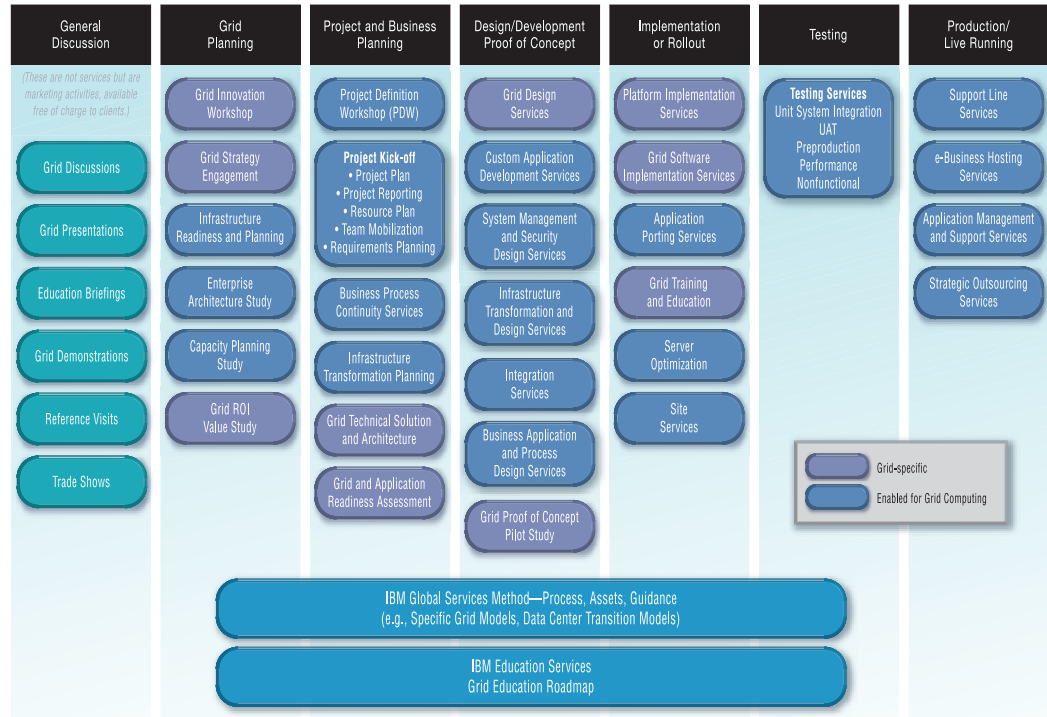 General
Discussion
(These are not services but are
marketing activities, available
free of charge to clients.)
Grid Discussions
Grid Presentations
Education Briefings
Grid Demonstrations
Reference Visits
Trade Shows
Grid
Planning
Grid Innovation
Workshop
Grid Strategy
Engagement
Infrastructure
Readiness and Planning
Enterprise
Architecture Study
Capacity Planning
Study
Grid ROI
Value Study
Project and Business
Planning
Project Definition
Workshop (PDW)
Project Kick-off
• Project Plan
• Project Reporting
• Resource Plan
• Team Mobilization
• Requirements Planning
Business Process
Continuity Services
Infrastructure
Transformation Planning
Grid Technical Solution
and Architecture
Grid and Application
Readiness Assessment
Design/Development
Proof of Concept
Grid Design
Services
Custom Application
Development Services
System Management
and Security
Design Services
Infrastructure
Transformation and
Design Services
Integration
Services
Business Application
and Process
Design Services
Grid Proof of Concept
Pilot Study
Implementation
or Rollout
Platform Implementation
Services
Grid Software
Implementation Services
Application
Porting Services
Grid Training
and Education
Server
Optimization
Site
Services
Testing
Testing Services
Unit System Integration
UAT
Preproduction
Performance
Nonfunctional
Production/
Live Running
Support Line
Services
e-Business Hosting
Services
Application Management
and Support Services
Strategic Outsourcing
Services
Grid-specific
Enabled for Grid Computing
IBM Global Services Method—Process, Assets, Guidance
(e.g., Specific Grid Models, Data Center Transition Models)
IBM Education Services
Grid Education Roadmap